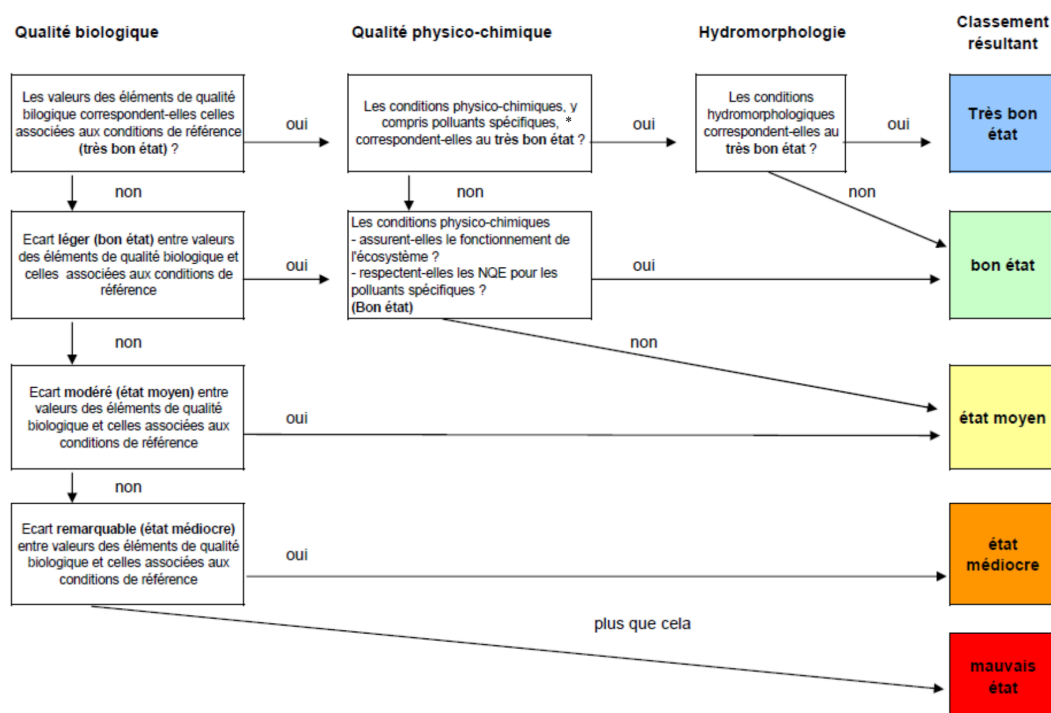 Qualité biologique
Qualité physico-chimique
Hydromorphologie
Classement
résultant
Les valeurs des éléments de qualité
bilogique correspondent-elles celles
associées aux conditions de référence
(très bon état) ?
oui
Les conditions physico-chimiques, y
compris polluants spécifiques, *
correspondent-elles au très bon état ?
oui
Les conditions
hydromorphologiques
correspondent-elles au
très bon état ?
oui
Très bon
état
non
non
non
Ecart léger (bon état) entre valeurs
des éléments de qualité biologique et
celles associées aux conditions de
référence
oui
Les conditions physico-chimiques
- assurent-elles le fonctionnement de
l'écosystème ?
- respectent-elles les NQE pour les
polluants spécifiques ?
(Bon état)
oui
bon état
non
non
Ecart modéré (état moyen) entre
valeurs des éléments de qualité
biologique et celles associées aux
conditions de référence
oui
état moyen
non
Ecart remarquable (état médiocre)
entre valeurs des éléments de qualité
biologique et celles associées aux
conditions de référence
oui
état
médiocre
plus que cela
mauvais
état